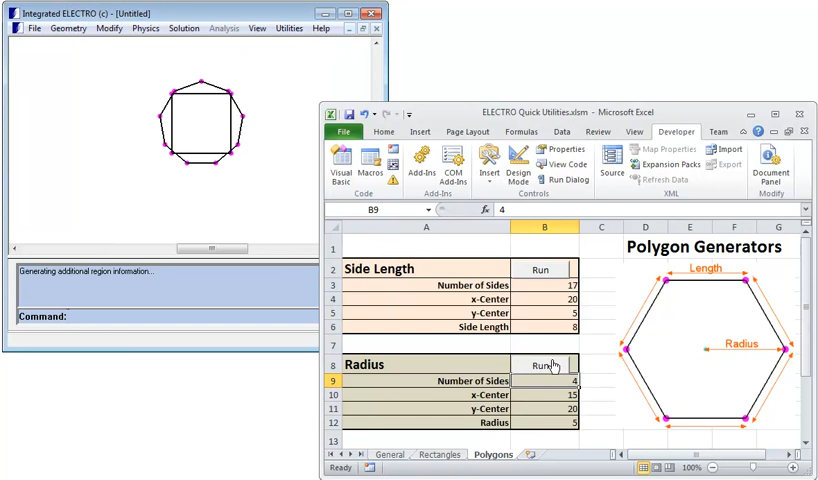 Integrated ELECTRO (c) - [Untitled]
File Geometry Modify Physics Solution Analysis View Utilities Help
Generating additional region information...
Command:
ELECTRO Quick Utilities.xlsm - Microsoft Excel
File Home Insert Page Layout Formulas Data Review View Developer Team
Visual Basic
Macros
Code
Add-Ins
COM Add-Ins
Add-Ins
Insert
Design Mode
Properties
View Code
Run Dialog
Controls
Source
Map Properties
Expansion Packs
Refresh Data
Import
Export
XML
Document Panel
Modify
B9 fx 4
A B C D E F G
1 Polygon Generators
2 Side Length Run
3 Number of Sides 17
4 x-Center 20
5 y-Center 5
6 Side Length 8
7
8 Radius Run
9 Number of Sides 4
10 x-Center 15
11 y-Center 20
12 Radius 5
13
Length
Radius
General Rectangles Polygons
Ready 100%